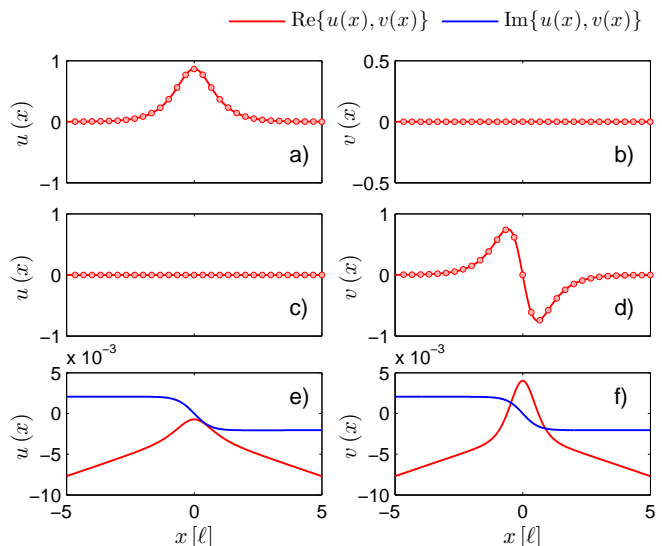 Re{u(x), v(x)} Im{u(x), v(x)}
1
0
−1
u (x)
a)
0.5
0
−0.5
v (x)
b)
1
0
−1
u (x)
c)
1
0
−1
v (x)
d)
x 10⁻³
5
0
−5
−10
u (x)
e)
−5 0 5
x [ℓ]
x 10⁻³
5
0
−5
−10
v (x)
f)
−5 0 5
x [ℓ]